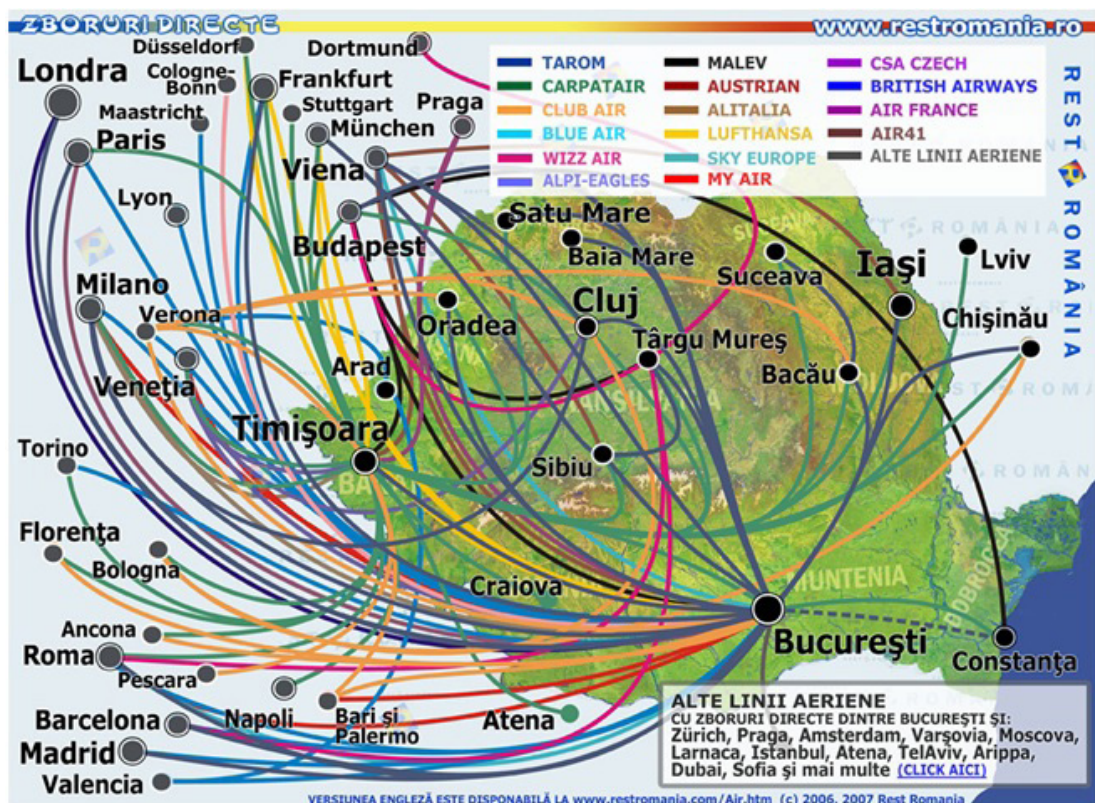 ZBORURI DIRECTE
www.restromania.ro
Düsseldorf
Dortmund
Londra
Cologne-
Bonn
Frankfurt
Maastricht
Stuttgart
Praga
München
Paris
Viena
Lyon
Budapest
TAROM
CARPATAIR
CLUB AIR
BLUE AIR
WIZZ AIR
ALPI-EAGLES
MALEV
AUSTRIAN
ALITALIA
LUFTHANSA
SKY EUROPE
MY AIR
CSA CZECH
BRITISH AIRWAYS
AIR FRANCE
AIR41
ALTE LINII AERIENE
REST ROMÂNIA
Satu Mare
Baia Mare
Suceava
Iaşi
Lviv
Milano
Verona
Oradea
Cluj
Târgu Mureş
Chişinău
Veneţia
Arad
Bacău
Timişoara
Torino
Sibiu
Florenţa
Bologna
Craiova
MUNTENIA
DOBROGEA
Ancona
Roma
Bucureşti
Constanţa
Pescara
Napoli
Bari şi
Palermo
Atena
Barcelona
Madrid
Valencia
ALTE LINII AERIENE
CU ZBORURI DIRECTE DINTRE BUCUREŞTI ŞI:
Zürich, Praga, Amsterdam, Varşovia, Moscova,
Larnaca, Istanbul, Atena, TelAviv, Arippa,
Dubai, Sofia şi mai multe (CLICK AICI)
VERSIUNEA ENGLEZĂ ESTE DISPONABILĂ LA www.restromania.com/Air.htm (c) 2006, 2007 Rest Romania